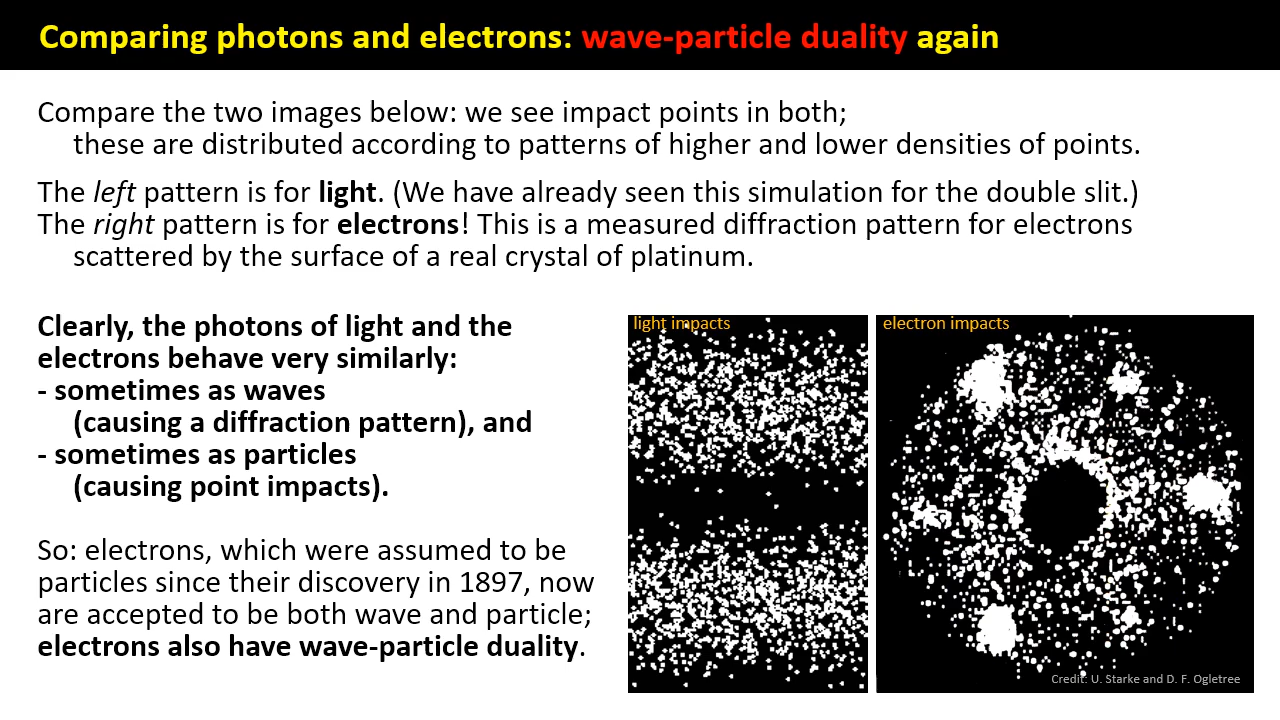 Comparing photons and electrons: wave-particle duality again
Compare the two images below: we see impact points in both;
these are distributed according to patterns of higher and lower densities of points.
The left pattern is for light. (We have already seen this simulation for the double slit.)
The right pattern is for electrons! This is a measured diffraction pattern for electrons
scattered by the surface of a real crystal of platinum.
Clearly, the photons of light and the
electrons behave very similarly:
- sometimes as waves
(causing a diffraction pattern), and
- sometimes as particles
(causing point impacts).
So: electrons, which were assumed to be
particles since their discovery in 1897, now
are accepted to be both wave and particle;
electrons also have wave-particle duality.
light impacts
electron impacts
Credit: U. Starke and D. F. Ogletree